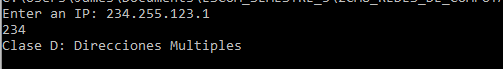 Enter an IP: 234.255.123.1
234
Clase D: Direcciones Multiples